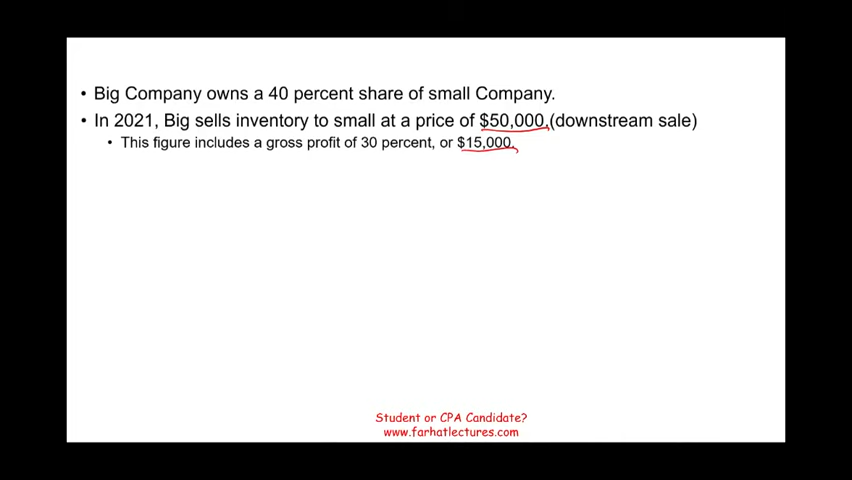 • Big Company owns a 40 percent share of small Company.
• In 2021, Big sells inventory to small at a price of $50,000,(downstream sale)
• This figure includes a gross profit of 30 percent, or $15,000.
Student or CPA Candidate?
www.farhatlectures.com